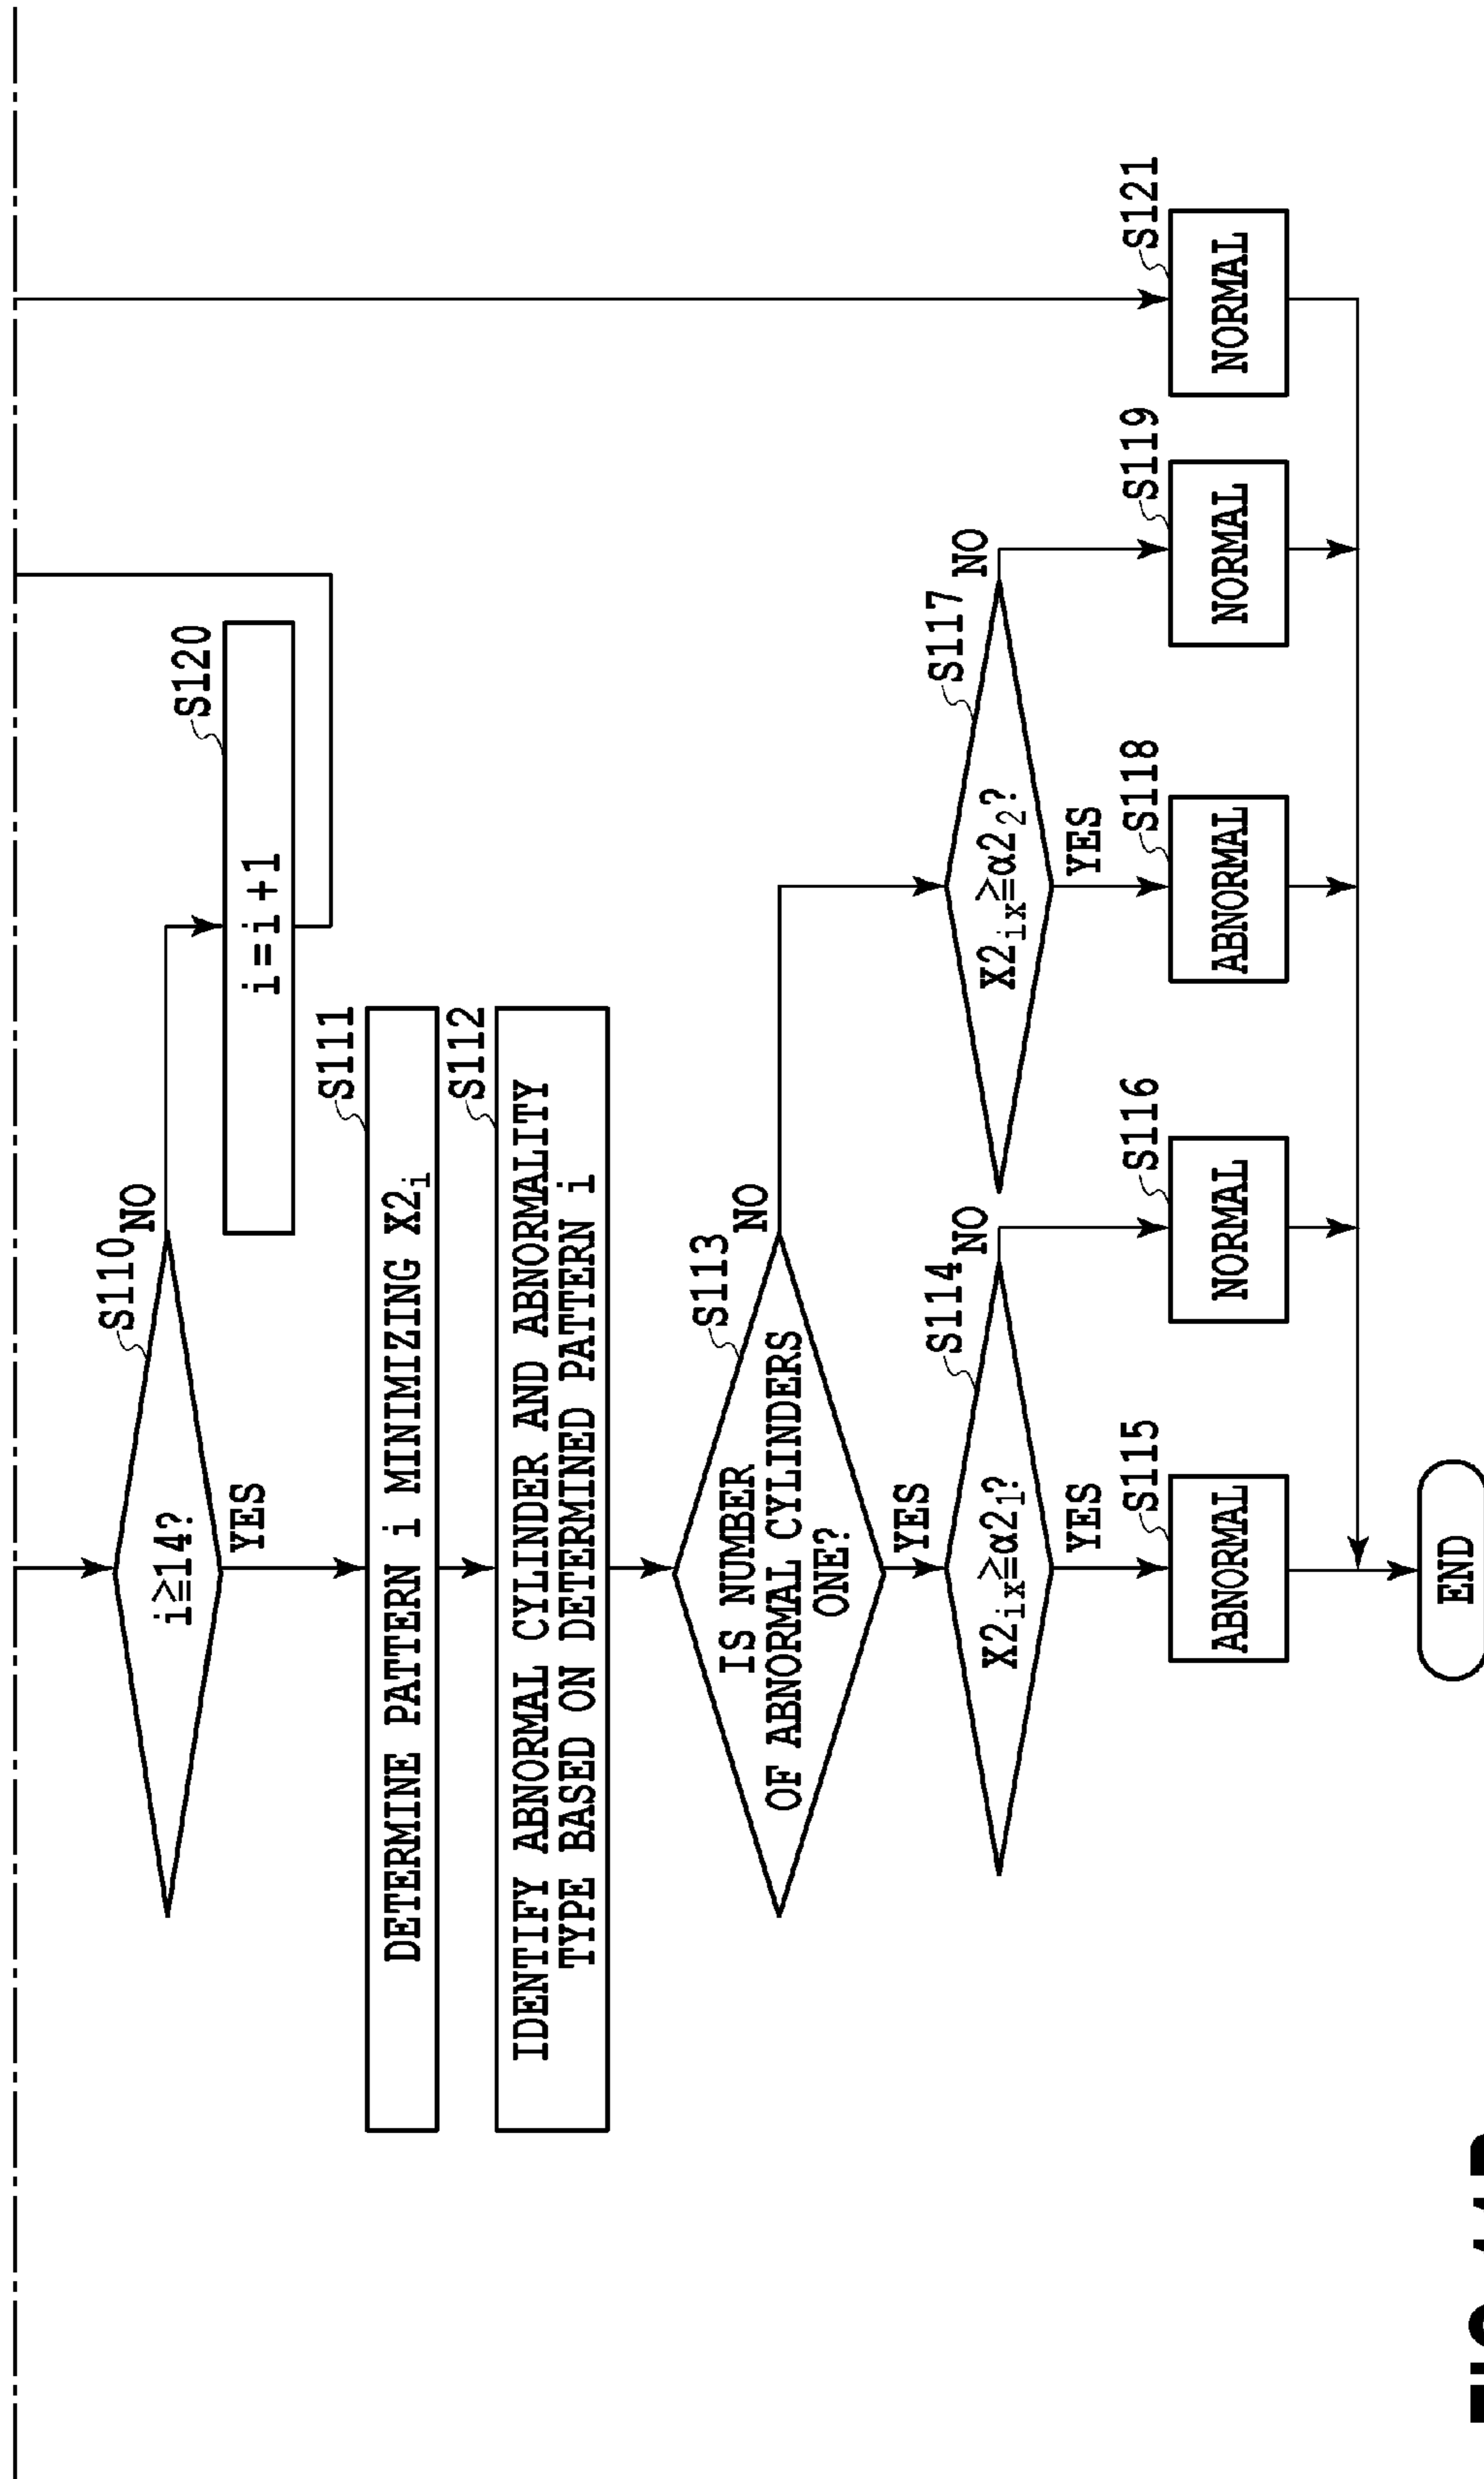 S110
i≥14?
NO
YES
S120
i=i+1
S111
DETERMINE PATTERN i MINIMIZING X2i
S112
IDENTIFY ABNORMAL CYLINDER AND ABNORMALITY
TYPE BASED ON DETERMINED PATTERN i
S113
IS NUMBER
OF ABNORMAL CYLINDERS
ONE?
NO
YES
S114
X2ix≥α21?
NO
YES
S117
X2ix≥α22?
NO
YES
S115
ABNORMAL
S116
NORMAL
S118
ABNORMAL
S119
NORMAL
S121
NORMAL
END